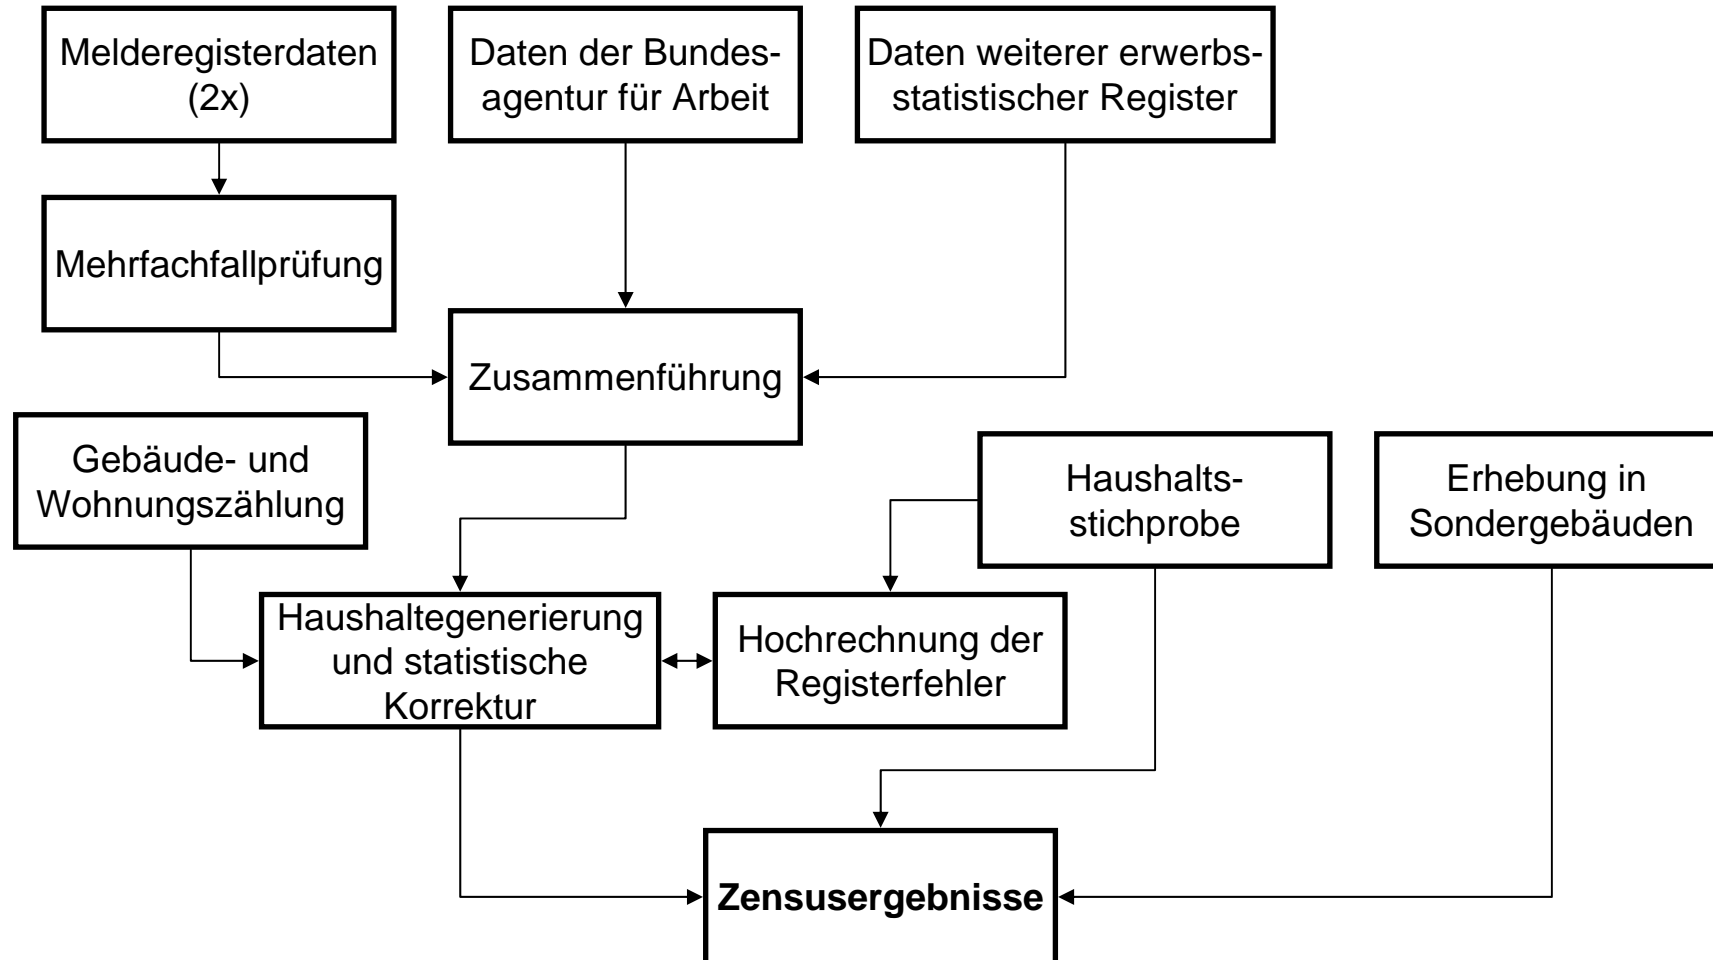 Melderegisterdaten
(2x)
Daten der Bundes-
agentur für Arbeit
Daten weiterer erwerbs-
statistischer Register
Mehrfachfallprüfung
Zusammenführung
Gebäude- und
Wohnungszählung
Haushalts-
stichprobe
Erhebung in
Sondergebäuden
Haushaltegenerierung
und statistische
Korrektur
Hochrechnung der
Registerfehler
Zensusergebnisse